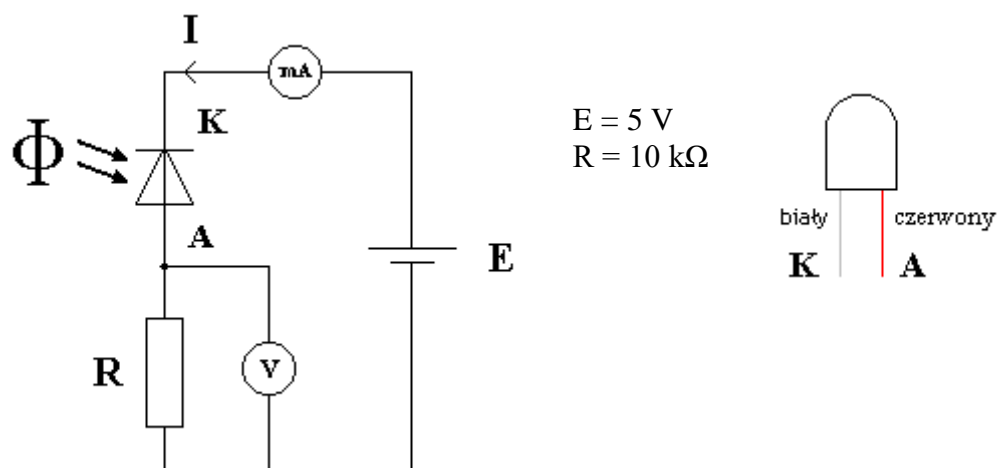 I
mA
K
Φ
A
E
R
V
E = 5 V
R = 10 kΩ
biały
czerwony
K
A